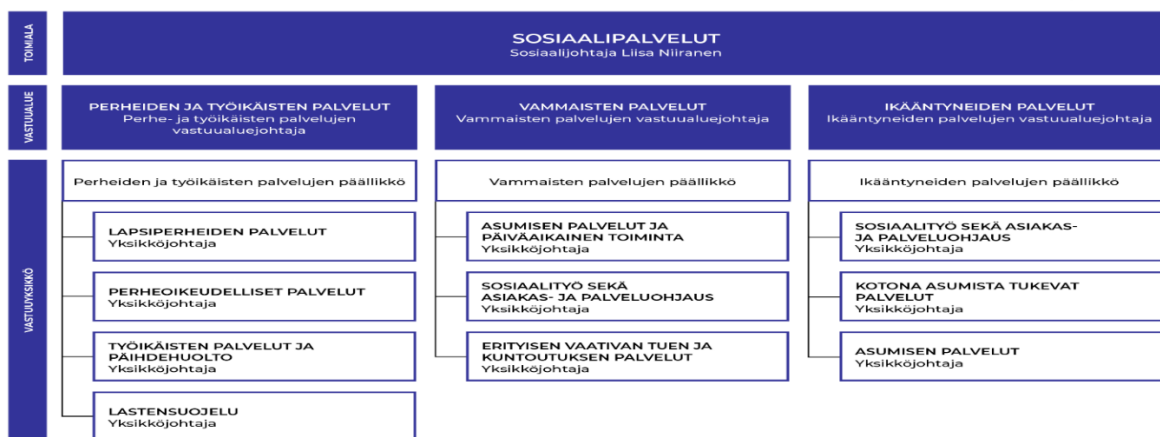 TOIMIALA
SOSIAALIPALVELUT
Sosiaalijohtaja Liisa Niiranen
VASTUUALUE
PERHEIDEN JA TYÖIKÄISTEN PALVELUT
Perhe- ja työikäisten palvelujen
vastuualuejohtaja
VAMMAISTEN PALVELUT
Vammaisten palvelujen vastuualuejohtaja
IKÄÄNTYNEIDEN PALVELUT
Ikääntyneiden palvelujen vastuualuejohtaja
VASTUUYKSIKKÖ
Perheiden ja työikäisten palvelujen päällikkö
LAPSIPERHEIDEN PALVELUT
Yksikköjohtaja
PERHEOIKEUDELLISET PALVELUT
Yksikköjohtaja
TYÖIKÄISTEN PALVELUT JA
PÄIHDEHUOLTO
Yksikköjohtaja
LASTENSUOJELU
Yksikköjohtaja
Vammaisten palvelujen päällikkö
ASUMISEN PALVELUT JA
PÄIVÄAIKAINEN TOIMINTA
Yksikköjohtaja
SOSIAALITYÖ SEKÄ
ASIAKAS- JA PALVELUOHJAUS
Yksikköjohtaja
ERITYISEN VAATIVAN TUEN JA
KUNTOUTUKSEN PALVELUT
Yksikköjohtaja
Ikääntyneiden palvelujen päällikkö
SOSIAALITYÖ SEKÄ ASIAKAS-
JA PALVELUOHJAUS
Yksikköjohtaja
KOTONA ASUMISTA TUKEVAT
PALVELUT
Yksikköjohtaja
ASUMISEN PALVELUT
Yksikköjohtaja